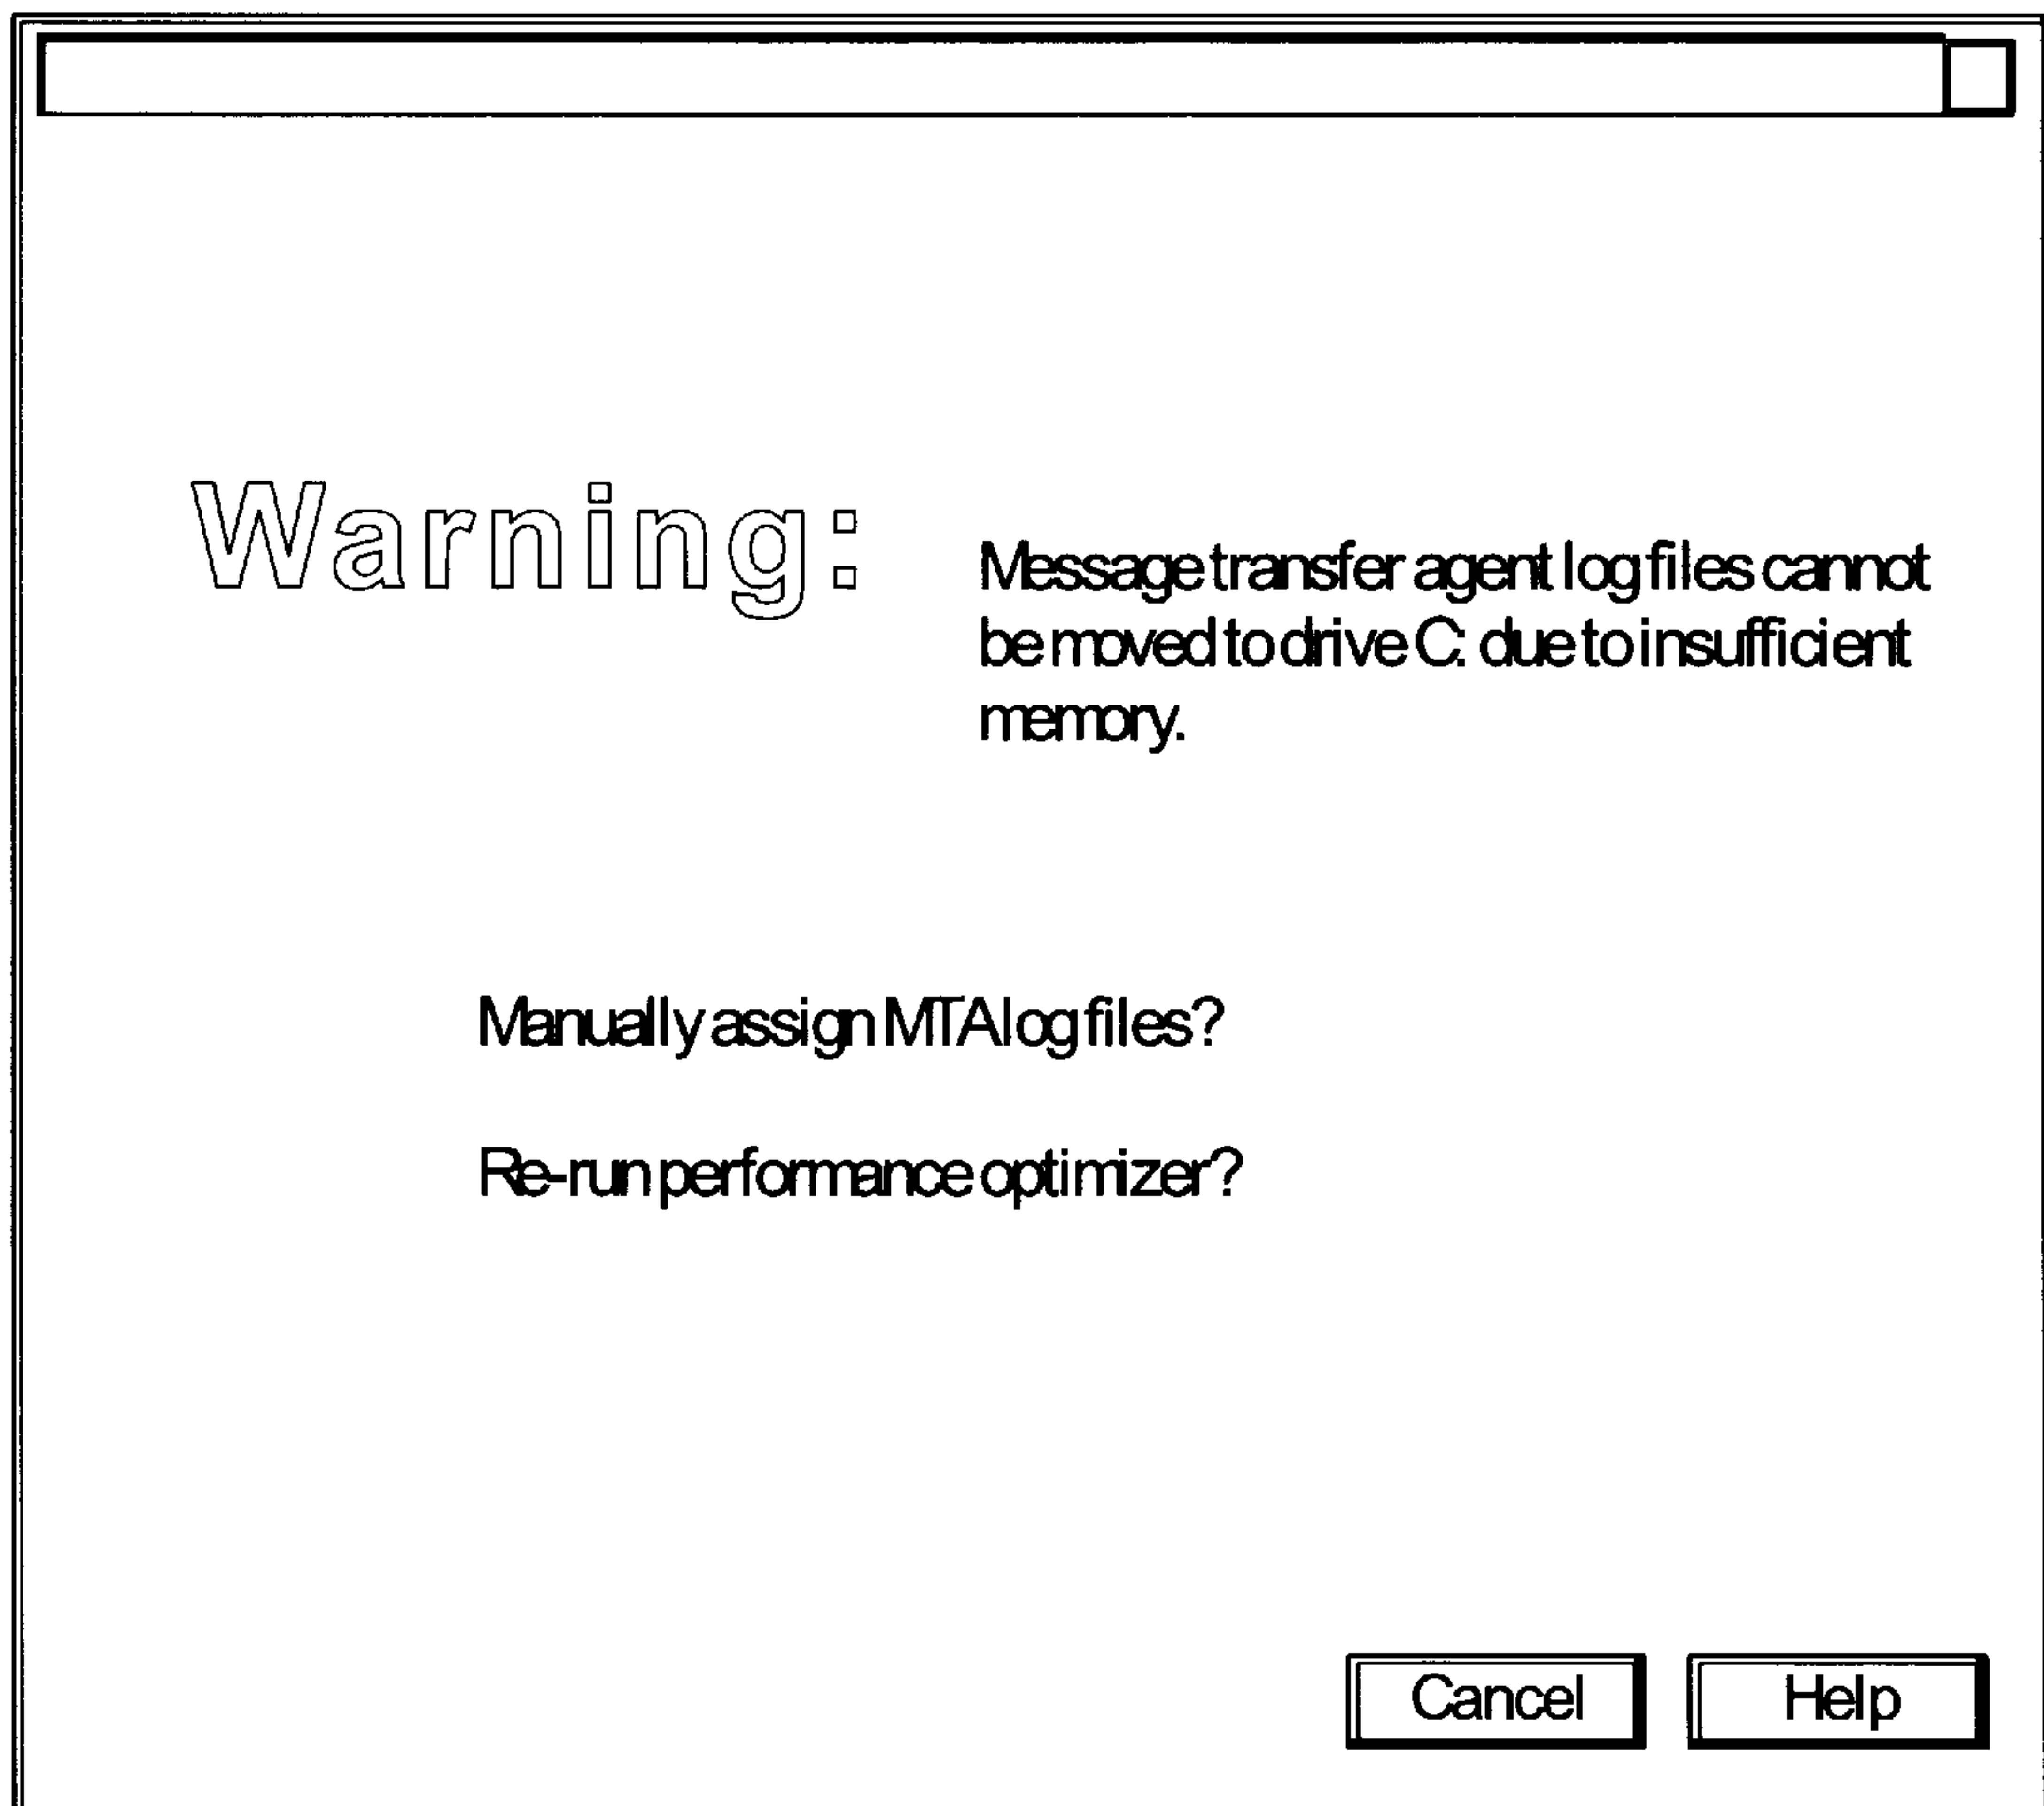 Warning:
Message transfer agent log files cannot
be moved to drive C: due to insufficient
memory.
Manually assign MTA log files?
Re-run performance optimizer?
Cancel
Help